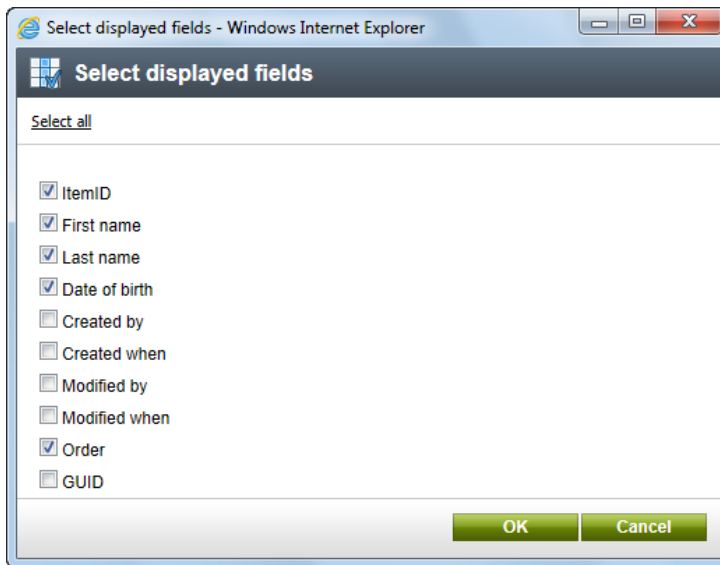 Select displayed fields - Windows Internet Explorer
Select displayed fields
Select all
ItemID
First name
Last name
Date of birth
Created by
Created when
Modified by
Modified when
Order
GUID
OK Cancel